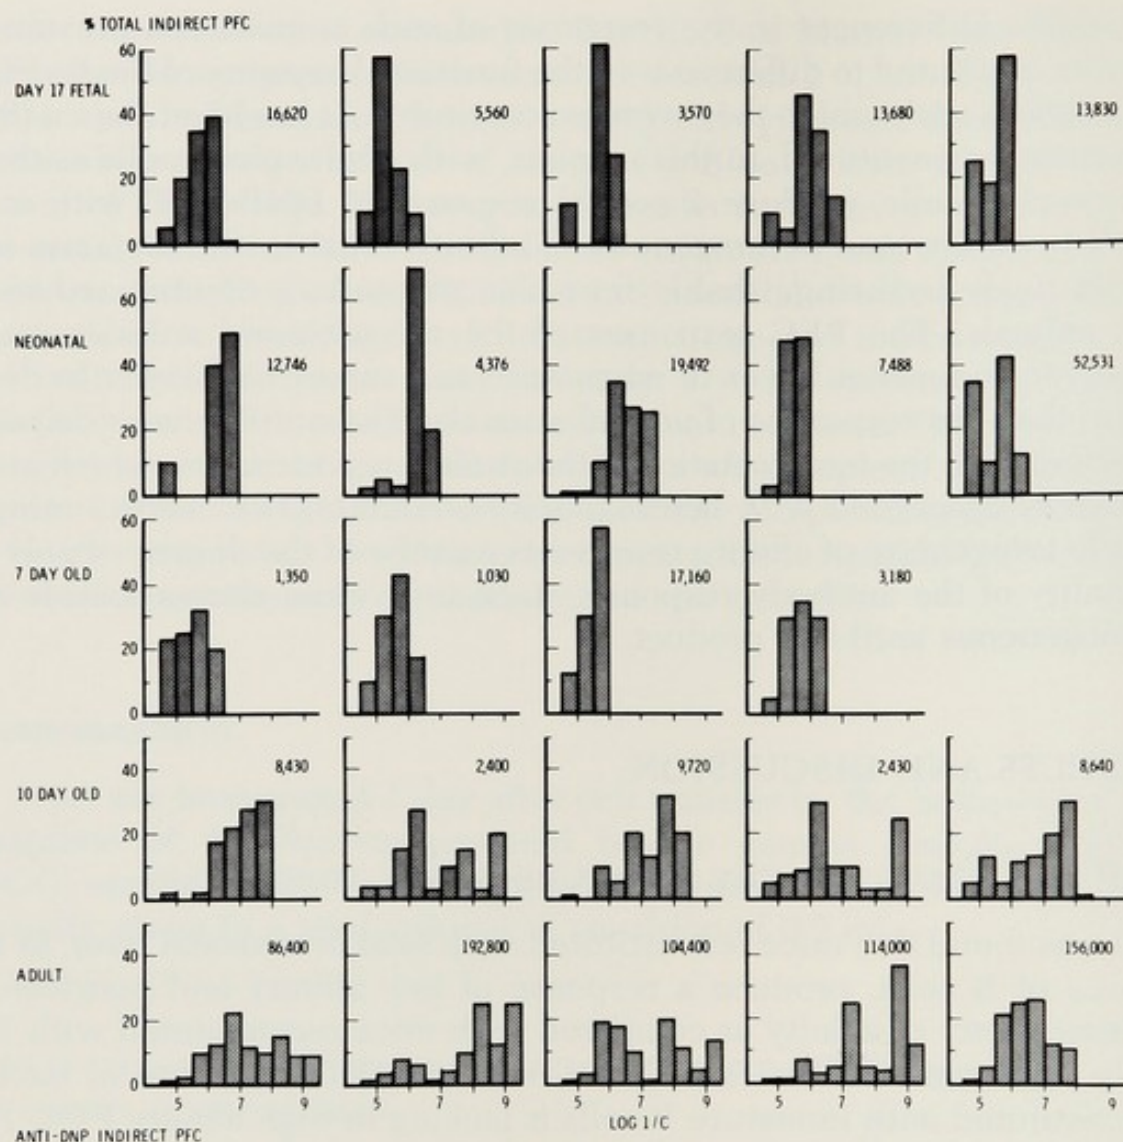 % TOTAL INDIRECT PFC
60
DAY 17 FETAL
40
20
0
16,620 5,560 3,570 13,680 13,830
60
NEONATAL
40
20
0
12,746 4,376 19,492 7,488 52,531
60
7 DAY OLD
40
20
0
1,350 1,030 17,160 3,180
40
10 DAY OLD
20
0
8,430 2,400 9,720 2,430 8,640
40
ADULT
20
0
86,400 192,800 104,400 114,000 156,000
5 7 9 5 7 9 5 7 9 5 7 9 5 7 9
LOG 1/C
ANTI-DNP INDIRECT PFC